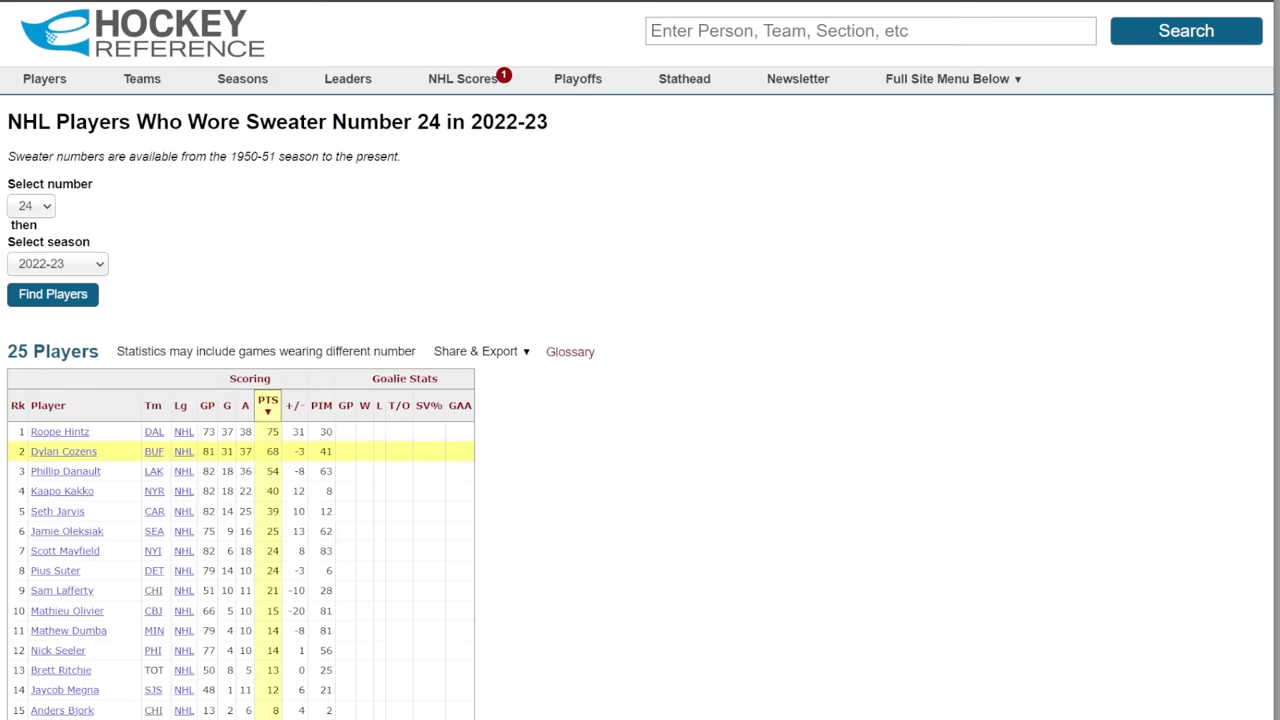 HOCKEY
REFERENCE
Enter Person, Team, Section, etc
Search
Players Teams Seasons Leaders NHL Scores 1 Playoffs Stathead Newsletter Full Site Menu Below ▼
NHL Players Who Wore Sweater Number 24 in 2022-23
Sweater numbers are available from the 1950-51 season to the present.
Select number
24
then
Select season
2022-23
Find Players
25 Players Statistics may include games wearing different number Share & Export ▼ Glossary
Scoring Goalie Stats
Rk Player Tm Lg GP G A PTS ▼ +/- PIM GP W L T/O SV% GAA
1 Roope Hintz DAL NHL 73 37 38 75 31 30
2 Dylan Cozens BUF NHL 81 31 37 68 -3 41
3 Phillip Danault LAK NHL 82 18 36 54 -8 63
4 Kaapo Kakko NYR NHL 82 18 22 40 12 8
5 Seth Jarvis CAR NHL 82 14 25 39 10 12
6 Jamie Oleksiak SEA NHL 75 9 16 25 13 62
7 Scott Mayfield NYI NHL 82 6 18 24 8 83
8 Pius Suter DET NHL 79 14 10 24 -3 6
9 Sam Lafferty CHI NHL 51 10 11 21 -10 28
10 Mathieu Olivier CBJ NHL 66 5 10 15 -20 81
11 Mathew Dumba MIN NHL 79 4 10 14 -8 81
12 Nick Seeler PHI NHL 77 4 10 14 1 56
13 Brett Ritchie TOT NHL 50 8 5 13 0 25
14 Jaycob Megna SJS NHL 48 1 11 12 6 21
15 Anders Bjork CHI NHL 13 2 6 8 4 2